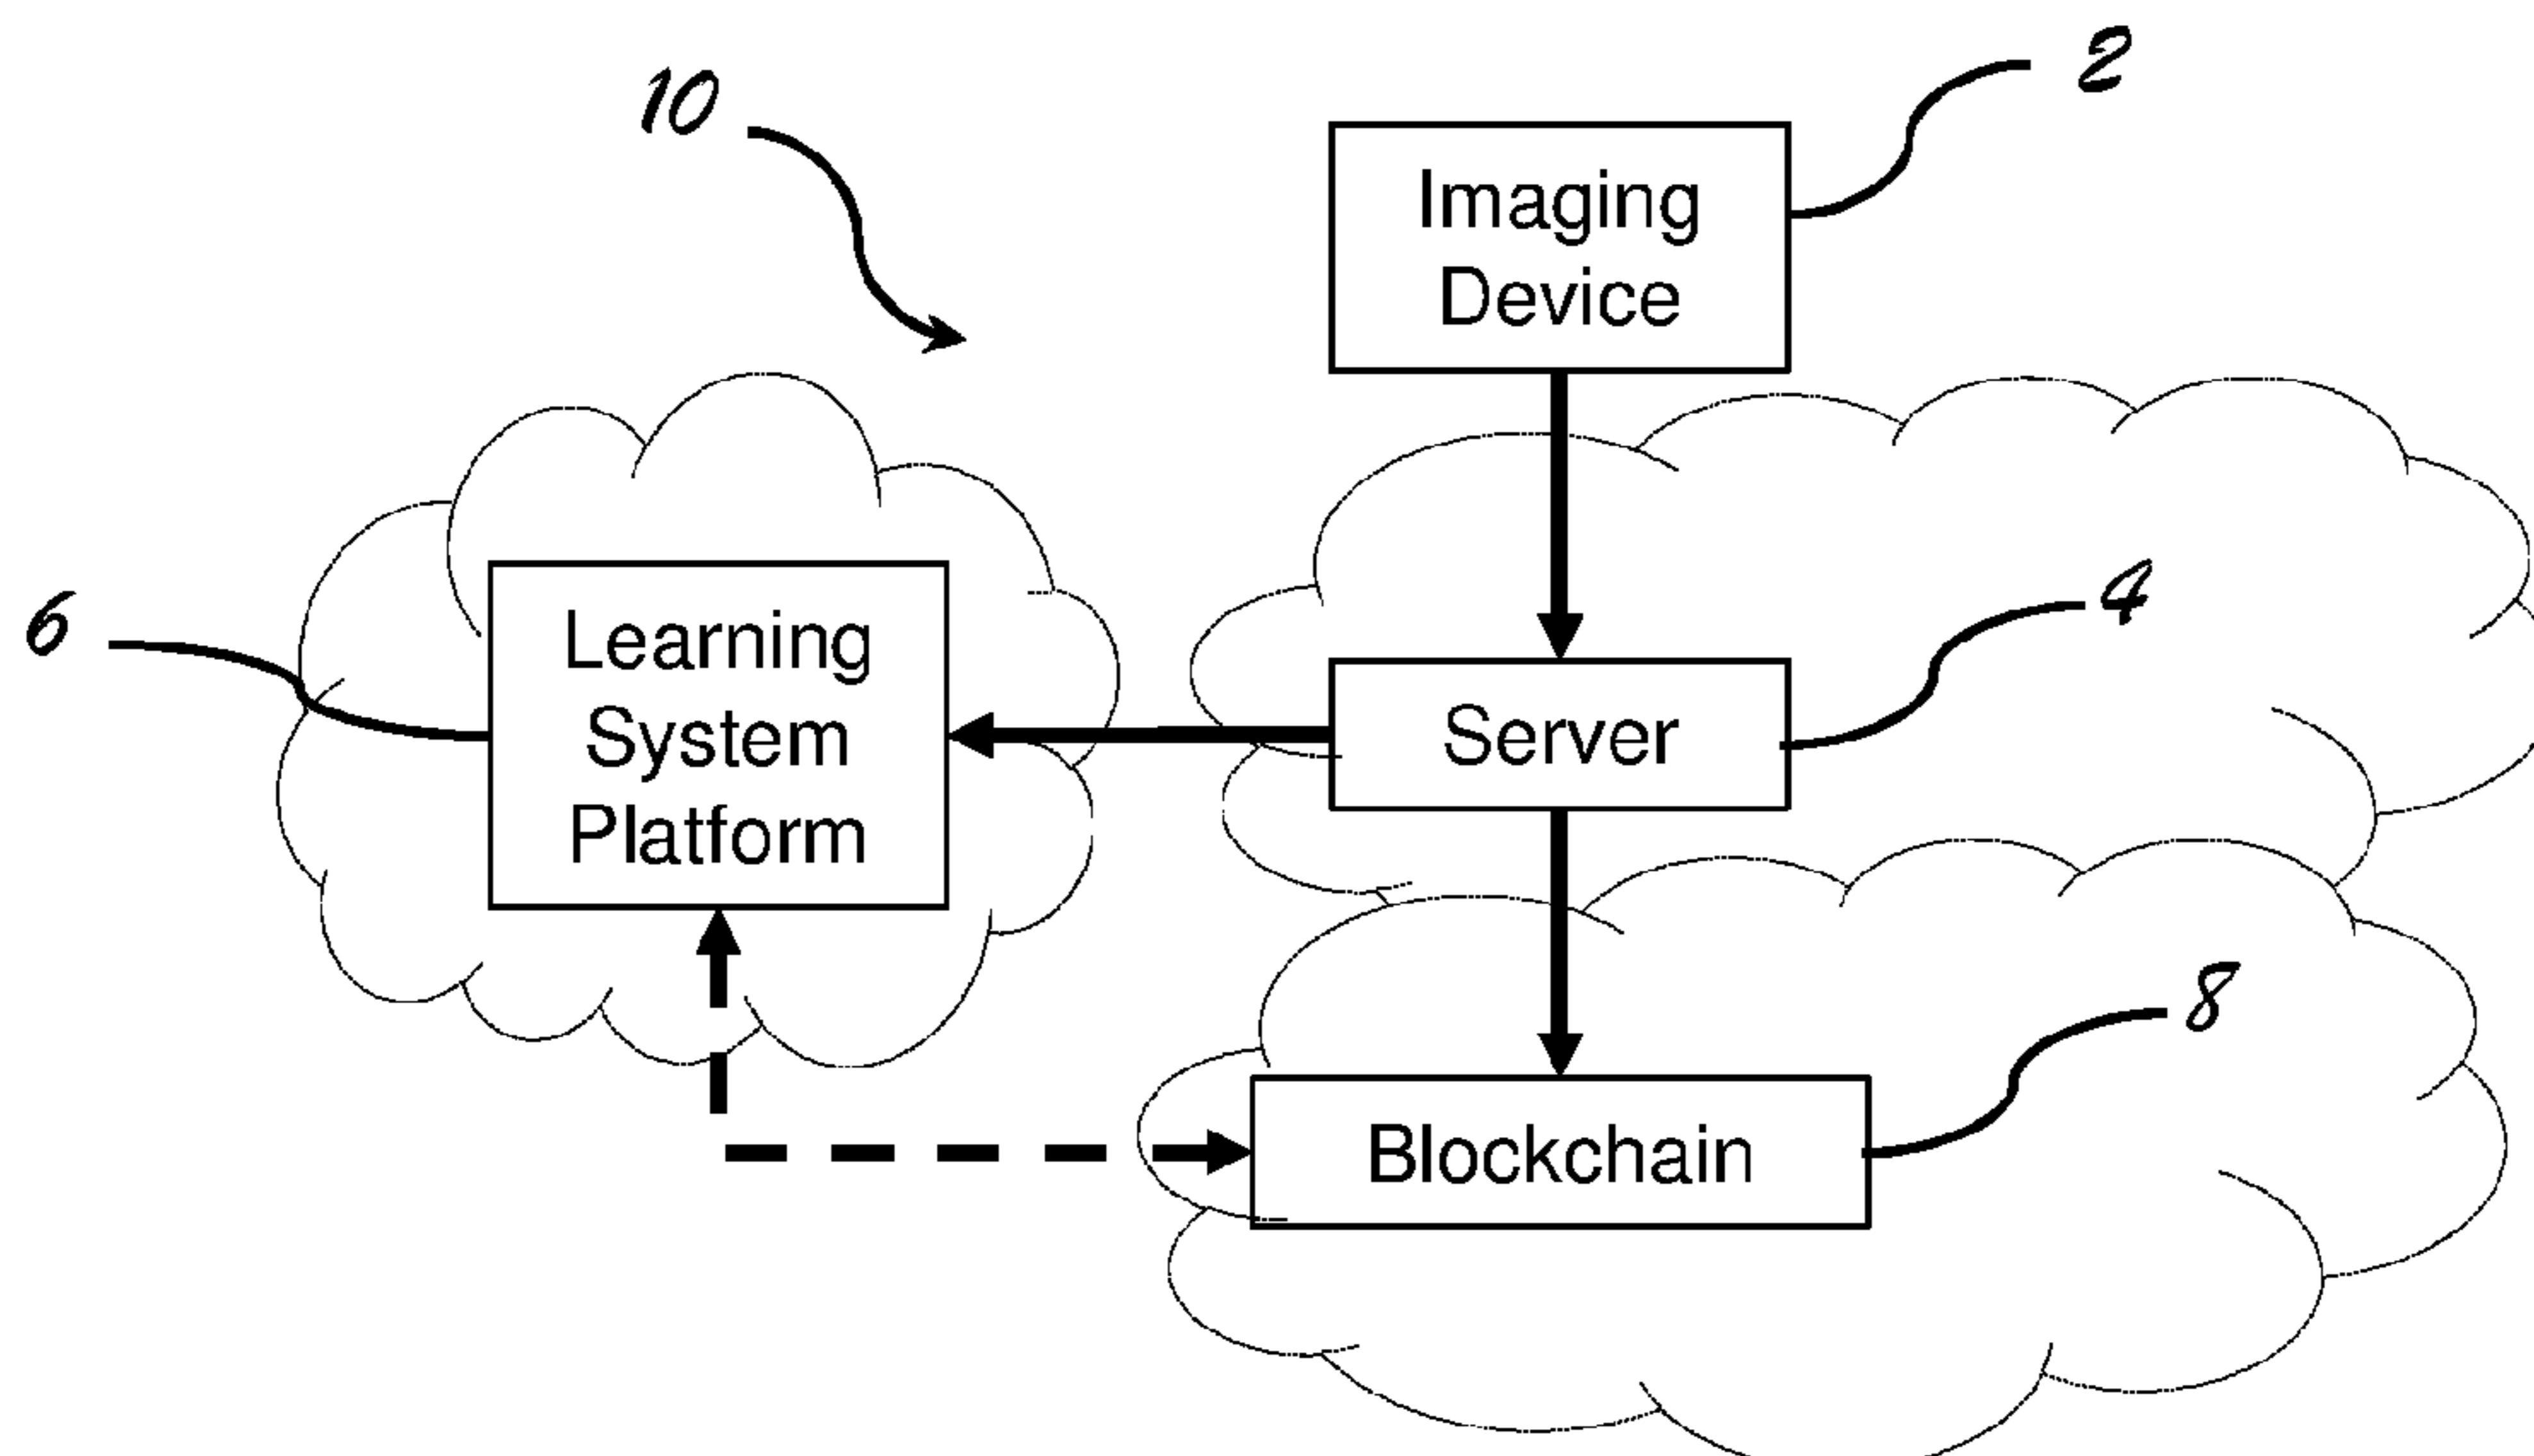 10
2
Imaging
Device
6
Learning
System
Platform
Server
4
8
Blockchain